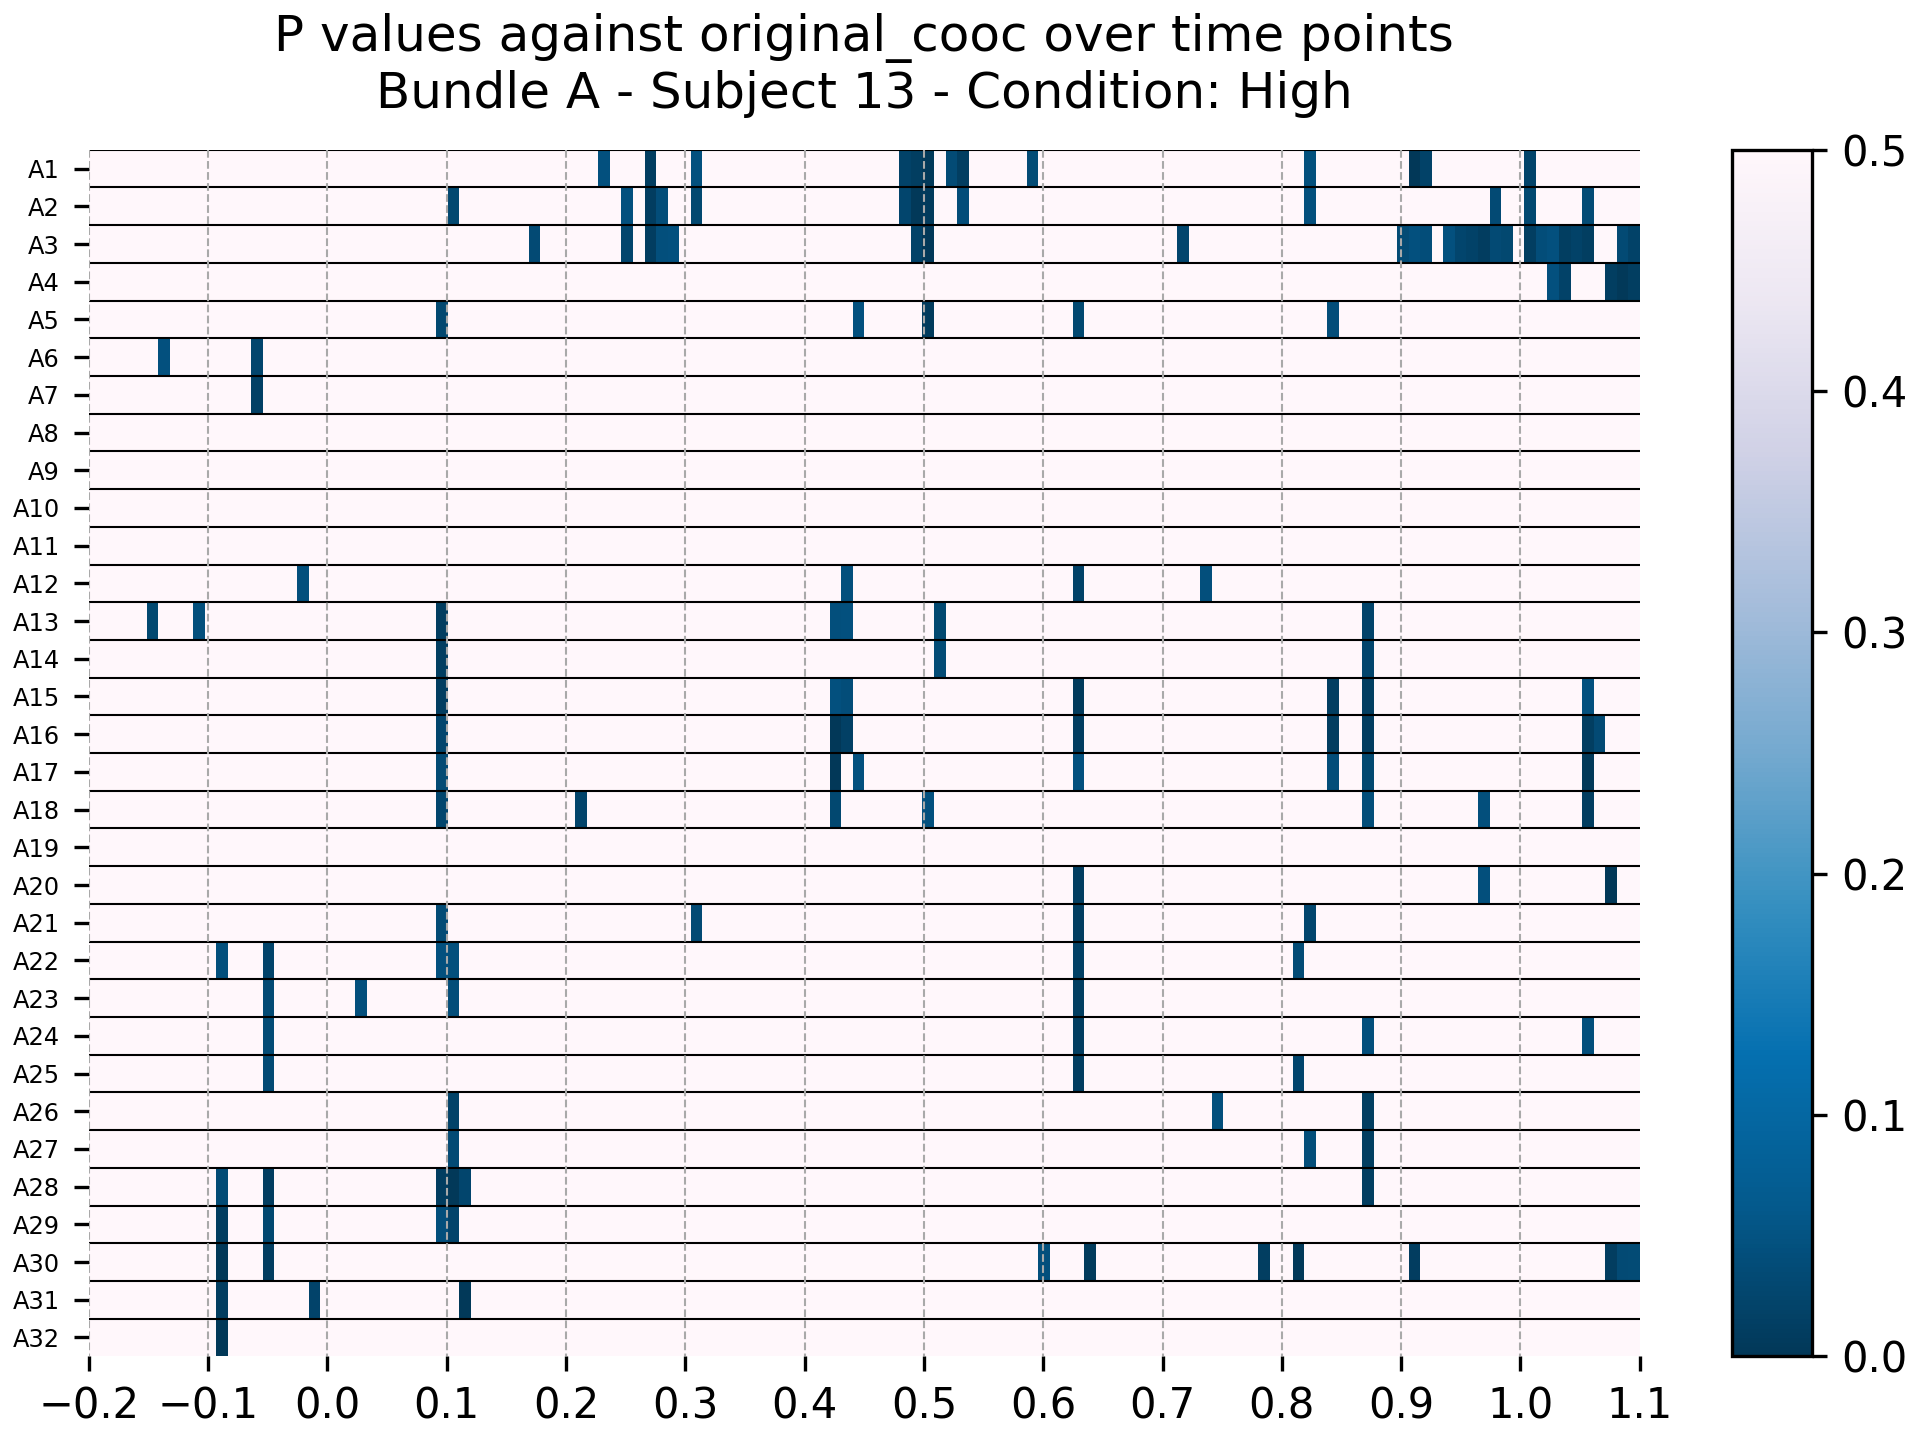 P values against original_cooc over time points
Bundle A - Subject 13 - Condition: High
A1
A2
A3
A4
A5
A6
A7
A8
A9
A10
A11
A12
A13
A14
A15
A16
A17
A18
A19
A20
A21
A22
A23
A24
A25
A26
A27
A28
A29
A30
A31
A32
−0.2 −0.1 0.0 0.1 0.2 0.3 0.4 0.5 0.6 0.7 0.8 0.9 1.0 1.1
0.5
0.4
0.3
0.2
0.1
0.0